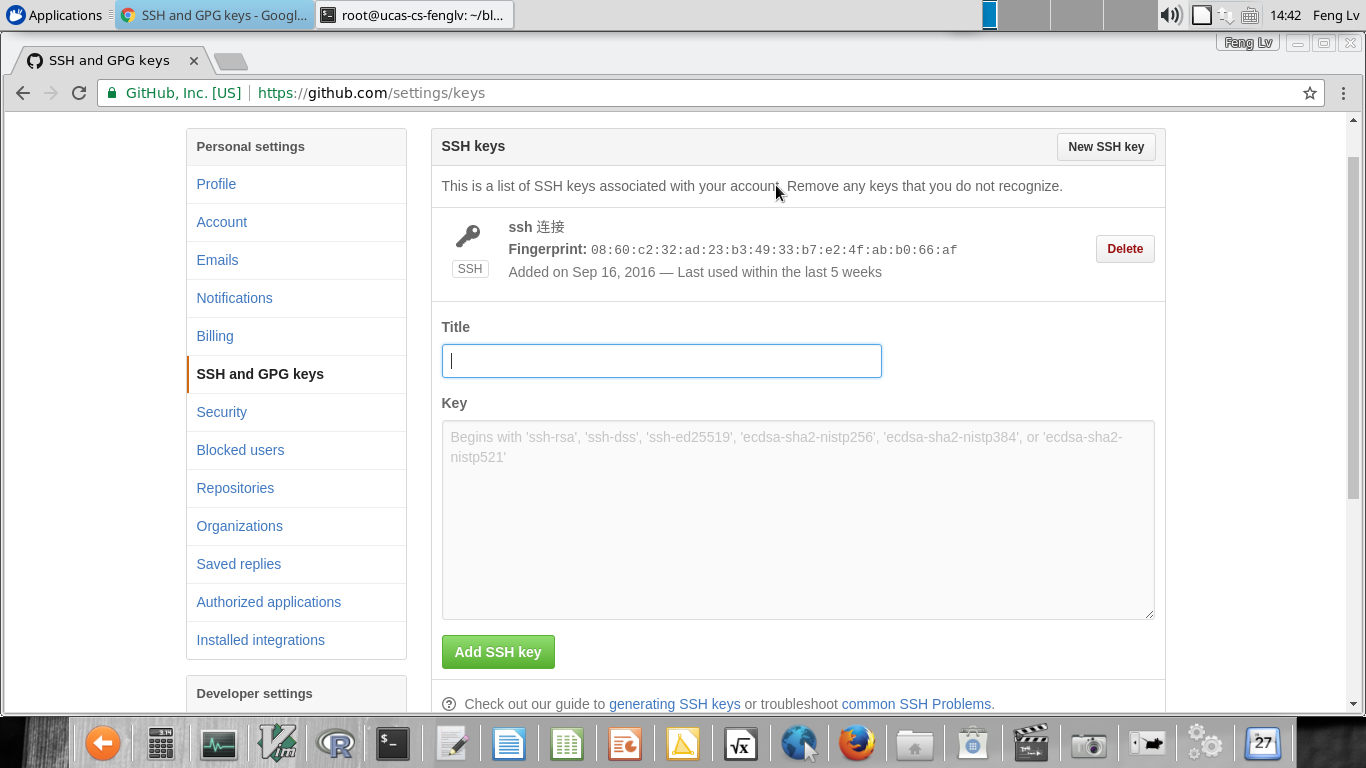 Applications
SSH and GPG keys - Googl...
root@ucas-cs-fenglv: ~/bl...
14:42
Feng Lv
Feng Lv
SSH and GPG keys
GitHub, Inc. [US]
https://github.com/settings/keys
Personal settings
Profile
Account
Emails
Notifications
Billing
SSH and GPG keys
Security
Blocked users
Repositories
Organizations
Saved replies
Authorized applications
Installed integrations
Developer settings
SSH keys
New SSH key
This is a list of SSH keys associated with your account. Remove any keys that you do not recognize.
ssh 连接
Fingerprint: 08:60:c2:32:ad:23:b3:49:33:b7:e2:4f:ab:b0:66:af
SSH
Added on Sep 16, 2016 — Last used within the last 5 weeks
Delete
Title
Key
Begins with 'ssh-rsa', 'ssh-dss', 'ssh-ed25519', 'ecdsa-sha2-nistp256', 'ecdsa-sha2-nistp384', or 'ecdsa-sha2-
nistp521'
Add SSH key
Check out our guide to generating SSH keys or troubleshoot common SSH Problems.
3.14
Vim
R
>_
√x
27